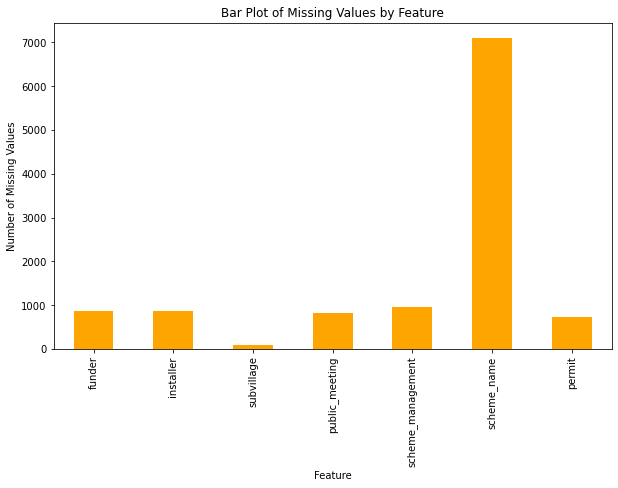 Bar Plot of Missing Values by Feature
7000
6000
5000
4000
3000
2000
1000
0
Number of Missing Values
funder
installer
subvillage
public_meeting
scheme_management
scheme_name
permit
Feature